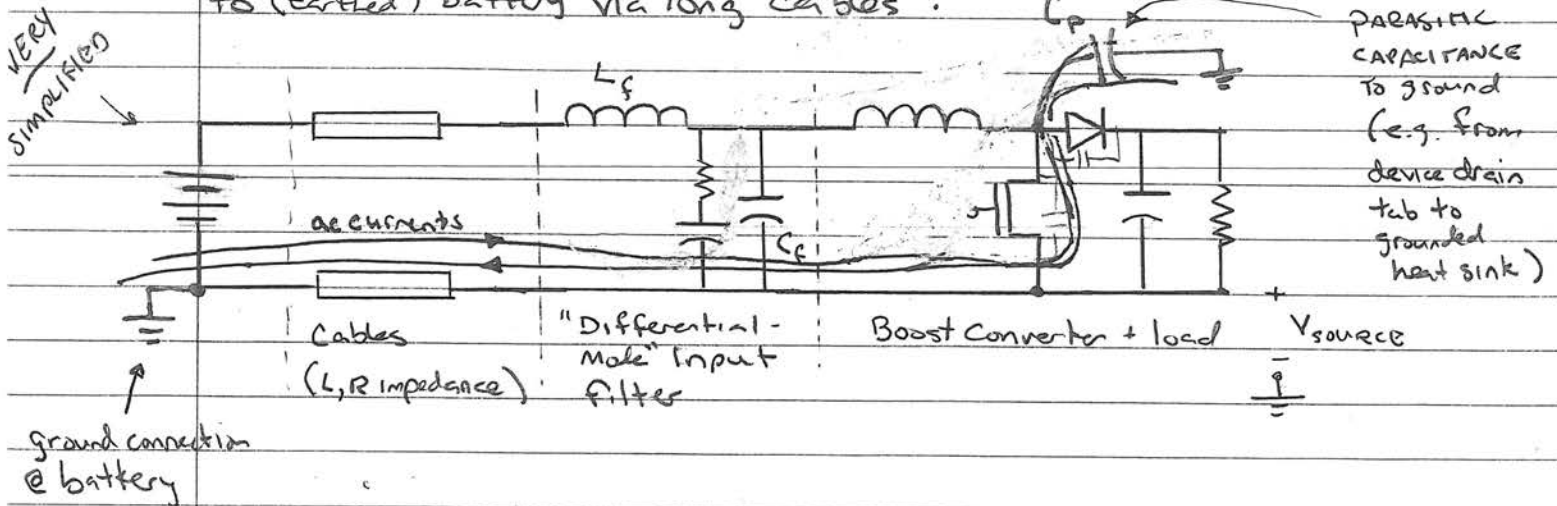 to (earthed) battery via long cables.
VERY
SIMPLIFIED
L_f
C_p
PARASITIC
CAPACITANCE
To ground
(e.g. from
device drain
tab to
grounded
heat sink)
ac currents
C_f
Cables
(L, R impedance)
"Differential-
Mode" Input
filter
Boost Converter + load
+
V_SOURCE
-
ground connection
@ battery